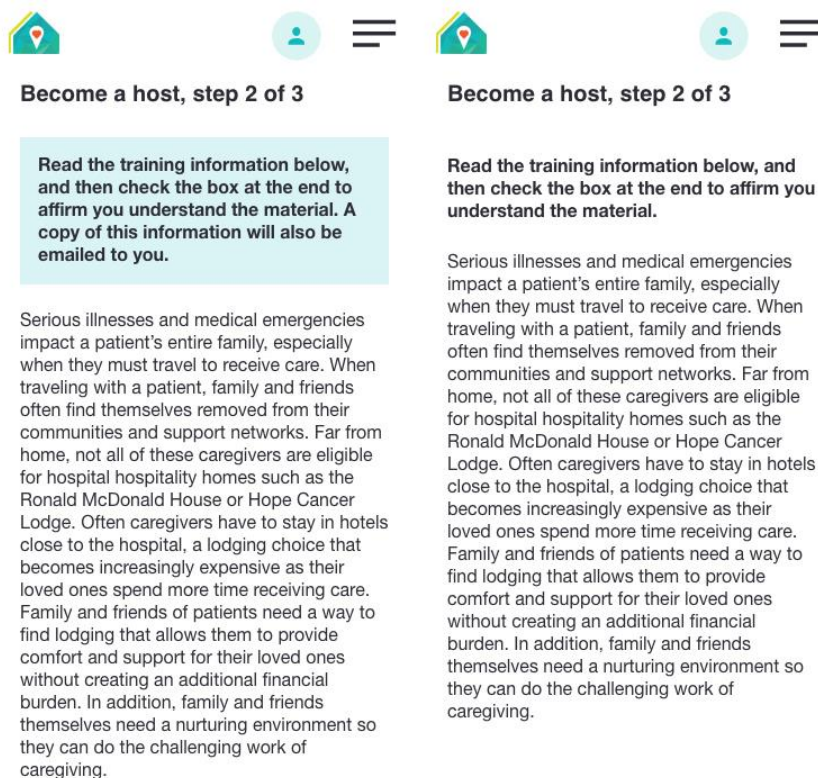 Become a host, step 2 of 3
Read the training information below,
and then check the box at the end to
affirm you understand the material. A
copy of this information will also be
emailed to you.
Serious illnesses and medical emergencies
impact a patient's entire family, especially
when they must travel to receive care. When
traveling with a patient, family and friends
often find themselves removed from their
communities and support networks. Far from
home, not all of these caregivers are eligible
for hospital hospitality homes such as the
Ronald McDonald House or Hope Cancer
Lodge. Often caregivers have to stay in hotels
close to the hospital, a lodging choice that
becomes increasingly expensive as their
loved ones spend more time receiving care.
Family and friends of patients need a way to
find lodging that allows them to provide
comfort and support for their loved ones
without creating an additional financial
burden. In addition, family and friends
themselves need a nurturing environment so
they can do the challenging work of
caregiving.
Become a host, step 2 of 3
Read the training information below, and
then check the box at the end to affirm you
understand the material.
Serious illnesses and medical emergencies
impact a patient's entire family, especially
when they must travel to receive care. When
traveling with a patient, family and friends
often find themselves removed from their
communities and support networks. Far from
home, not all of these caregivers are eligible
for hospital hospitality homes such as the
Ronald McDonald House or Hope Cancer
Lodge. Often caregivers have to stay in hotels
close to the hospital, a lodging choice that
becomes increasingly expensive as their
loved ones spend more time receiving care.
Family and friends of patients need a way to
find lodging that allows them to provide
comfort and support for their loved ones
without creating an additional financial
burden. In addition, family and friends
themselves need a nurturing environment so
they can do the challenging work of
caregiving.